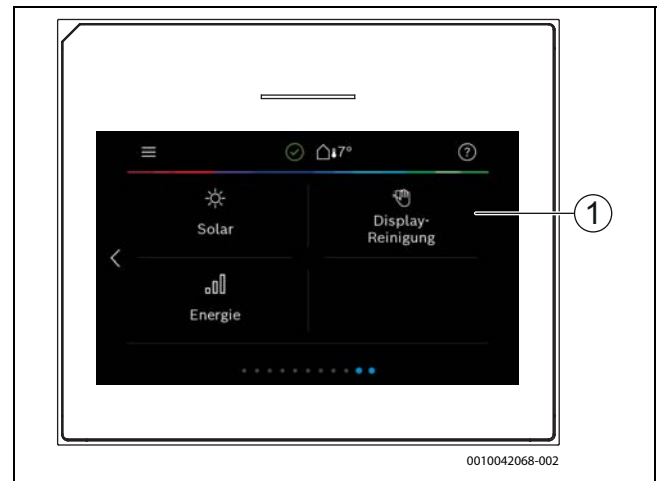 7°
?
Solar
Display-
Reinigung
1
Energie
0010042068-002